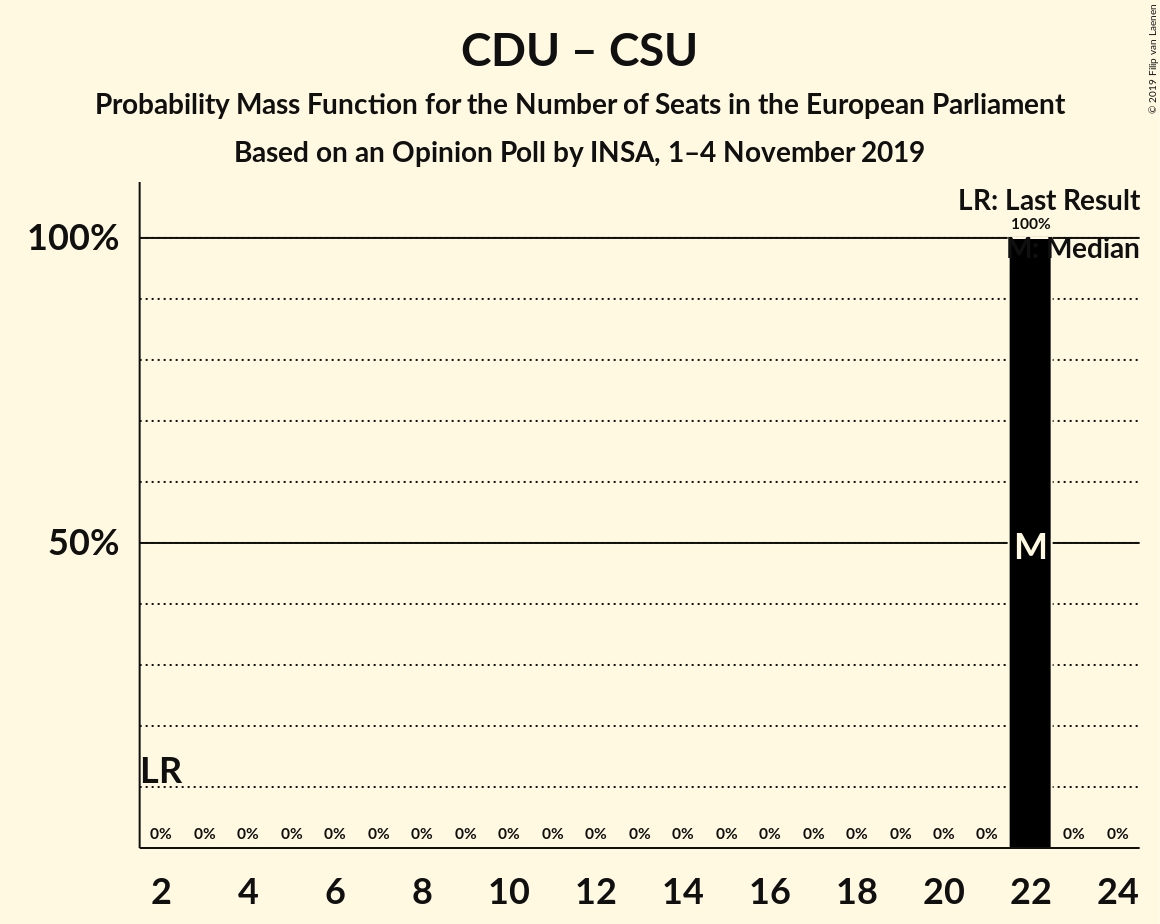 CDU – CSU
Probability Mass Function for the Number of Seats in the European Parliament
Based on an Opinion Poll by INSA, 1–4 November 2019
© 2019 Filip van Laenen
LR: Last Result
100%
M: Median
100%
50%
M
LR
0% 0% 0% 0% 0% 0% 0% 0% 0% 0% 0% 0% 0% 0% 0% 0% 0% 0% 0% 0% 0% 0%
2 4 6 8 10 12 14 16 18 20 22 24